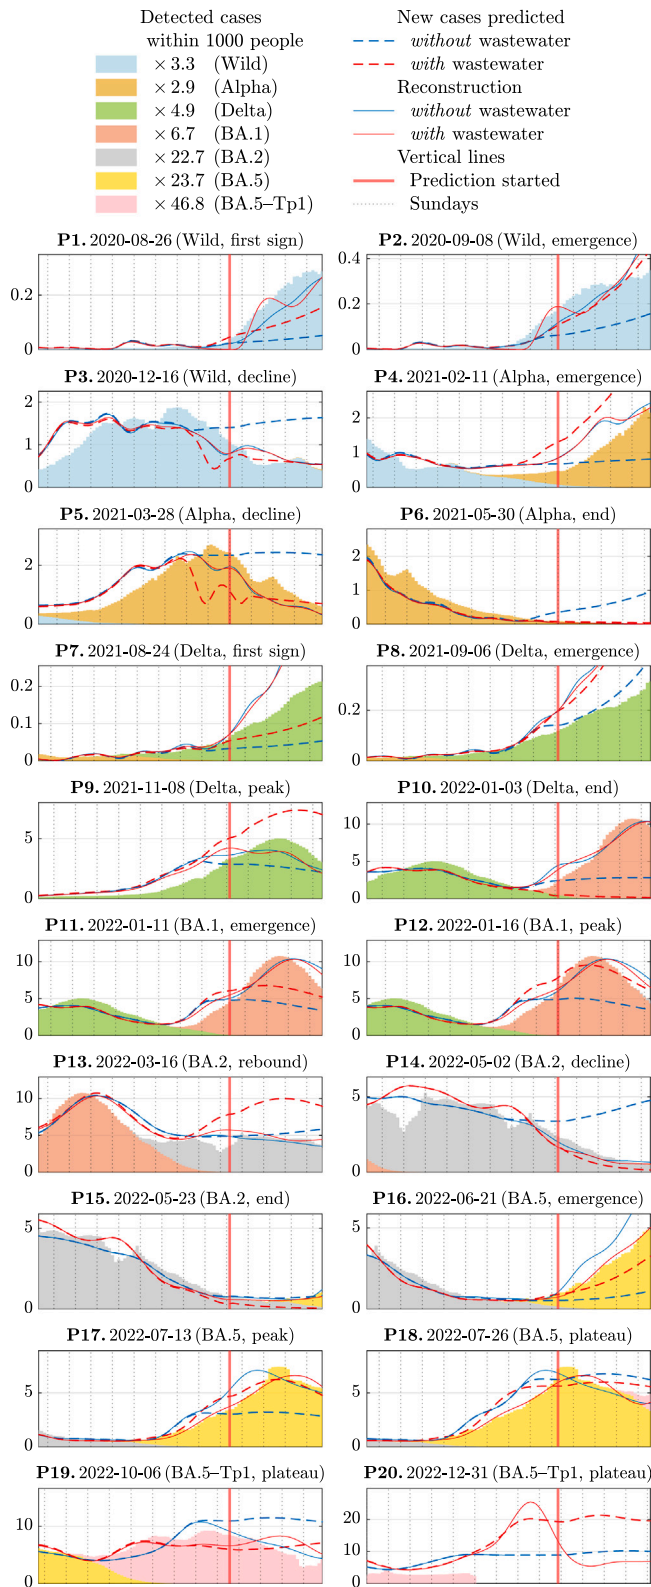 Detected cases
within 1000 people
× 3.3 (Wild)
× 2.9 (Alpha)
× 4.9 (Delta)
× 6.7 (BA.1)
× 22.7 (BA.2)
× 23.7 (BA.5)
× 46.8 (BA.5–Tp1)
New cases predicted
without wastewater
with wastewater
Reconstruction
without wastewater
with wastewater
Vertical lines
Prediction started
Sundays
P1. 2020-08-26 (Wild, first sign)
0.2
0
P2. 2020-09-08 (Wild, emergence)
0.4
0.2
0
P3. 2020-12-16 (Wild, decline)
2
1
0
P4. 2021-02-11 (Alpha, emergence)
2
1
0
P5. 2021-03-28 (Alpha, decline)
2
0
P6. 2021-05-30 (Alpha, end)
2
1
0
P7. 2021-08-24 (Delta, first sign)
0.2
0.1
0
P8. 2021-09-06 (Delta, emergence)
0.2
0
P9. 2021-11-08 (Delta, peak)
5
0
P10. 2022-01-03 (Delta, end)
10
5
0
P11. 2022-01-11 (BA.1, emergence)
10
5
0
P12. 2022-01-16 (BA.1, peak)
10
5
0
P13. 2022-03-16 (BA.2, rebound)
10
5
0
P14. 2022-05-02 (BA.2, decline)
5
0
P15. 2022-05-23 (BA.2, end)
5
0
P16. 2022-06-21 (BA.5, emergence)
5
0
P17. 2022-07-13 (BA.5, peak)
5
0
P18. 2022-07-26 (BA.5, plateau)
5
0
P19. 2022-10-06 (BA.5–Tp1, plateau)
10
0
P20. 2022-12-31 (BA.5–Tp1, plateau)
20
10
0